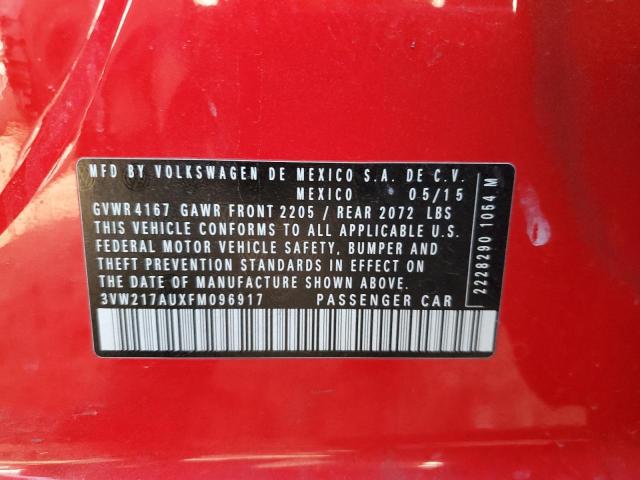 MFD BY VOLKSWAGEN DE MEXICO S.A. DE C.V.
MEXICO 05/15
GVWR 4167 GAWR FRONT 2205 / REAR 2072 LBS
THIS VEHICLE CONFORMS TO ALL APPLICABLE U.S.
FEDERAL MOTOR VEHICLE SAFETY, BUMPER AND
THEFT PREVENTION STANDARDS IN EFFECT ON
THE DATE OF MANUFACTURE SHOWN ABOVE.
3VW217AUXFM096917 PASSENGER CAR
2228290 1064 M